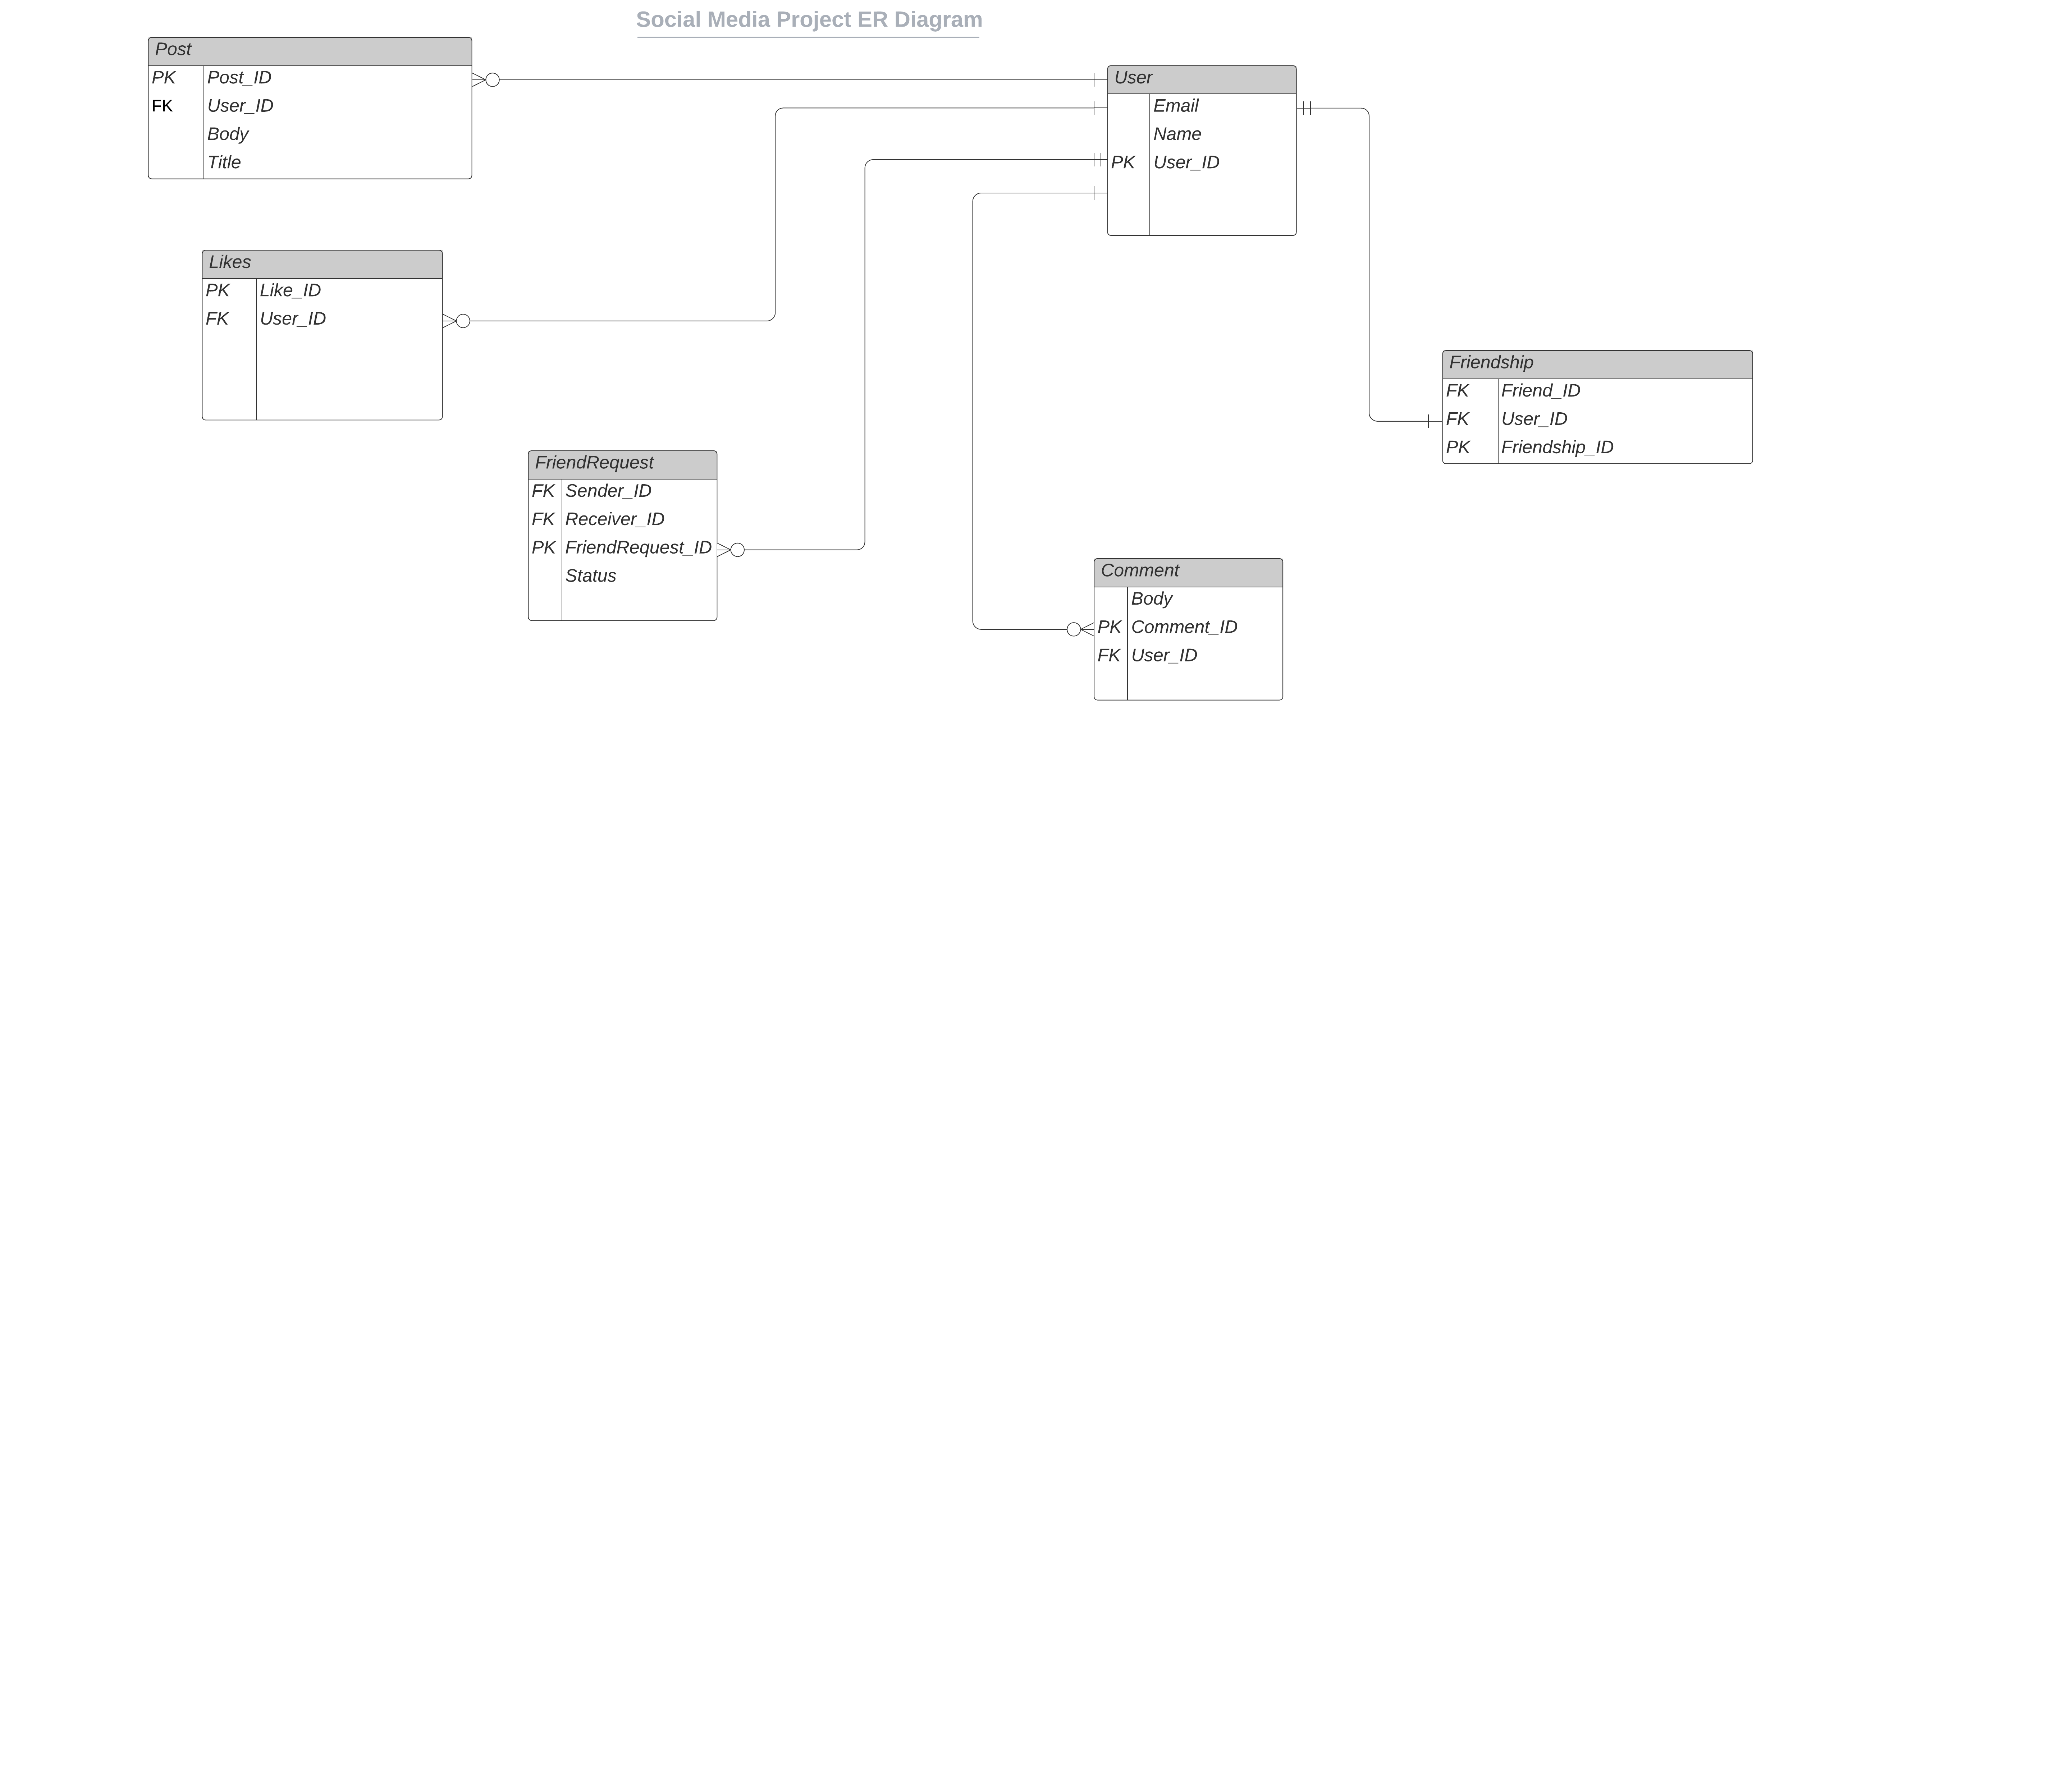 Social Media Project ER Diagram
Post
PK Post_ID
FK User_ID
Body
Title
User
Email
Name
PK User_ID
Likes
PK Like_ID
FK User_ID
Friendship
FK Friend_ID
FK User_ID
PK Friendship_ID
FriendRequest
FK Sender_ID
FK Receiver_ID
PK FriendRequest_ID
Status
Comment
Body
PK Comment_ID
FK User_ID